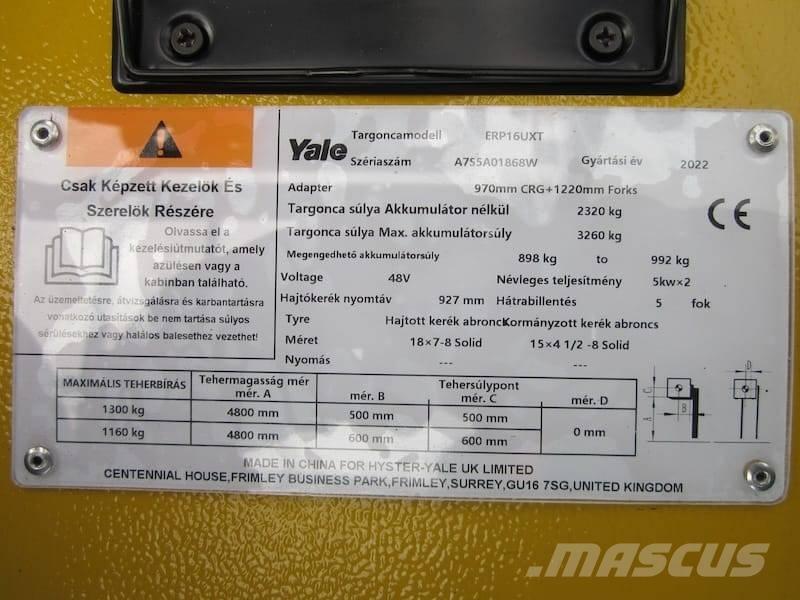 Csak Képzett Kezelök És
Szerelök Részére
Olvassa el a
kezelésiútmutatót, amely
azülésen vagy a
kabinban található.
Az üzemeltetésre, átvizsgálásra és karbantartásra
vonatkozó utasítások be nem tartása súlyos
sérülésekhez vagy halálos balesethez vezethet!
Yale
Targoncamodell ERP16UXT
Szériaszám A7S5A01868W Gyártási év 2022
Adapter 970mm CRG+1220mm Forks
Targonca súlya Akkumulátor nélkül 2320 kg
Targonca súlya Max. akkumulátorsúly 3260 kg
Megengedhető akkumulátorsúly 898 kg to 992 kg
Voltage 48V Névleges teljesítmény 5kw×2
Hajtókerék nyomtáv 927 mm Hátrabillentés 5 fok
Tyre Hajtott kerék abroncs Kormányzott kerék abroncs
Méret 18×7-8 Solid 15×4 1/2 -8 Solid
Nyomás --- ---
CE
MAXIMÁLIS TEHERBÍRÁS Tehermagasság mér Tehersúlypont
mér. A mér. B mér. C mér. D
1300 kg 4800 mm 500 mm 500 mm
1160 kg 4800 mm 600 mm 600 mm 0 mm
C A B D
MADE IN CHINA FOR HYSTER-YALE UK LIMITED
CENTENNIAL HOUSE,FRIMLEY BUSINESS PARK,FRIMLEY,SURREY,GU16 7SG,UNITED KINGDOM
MASCUS